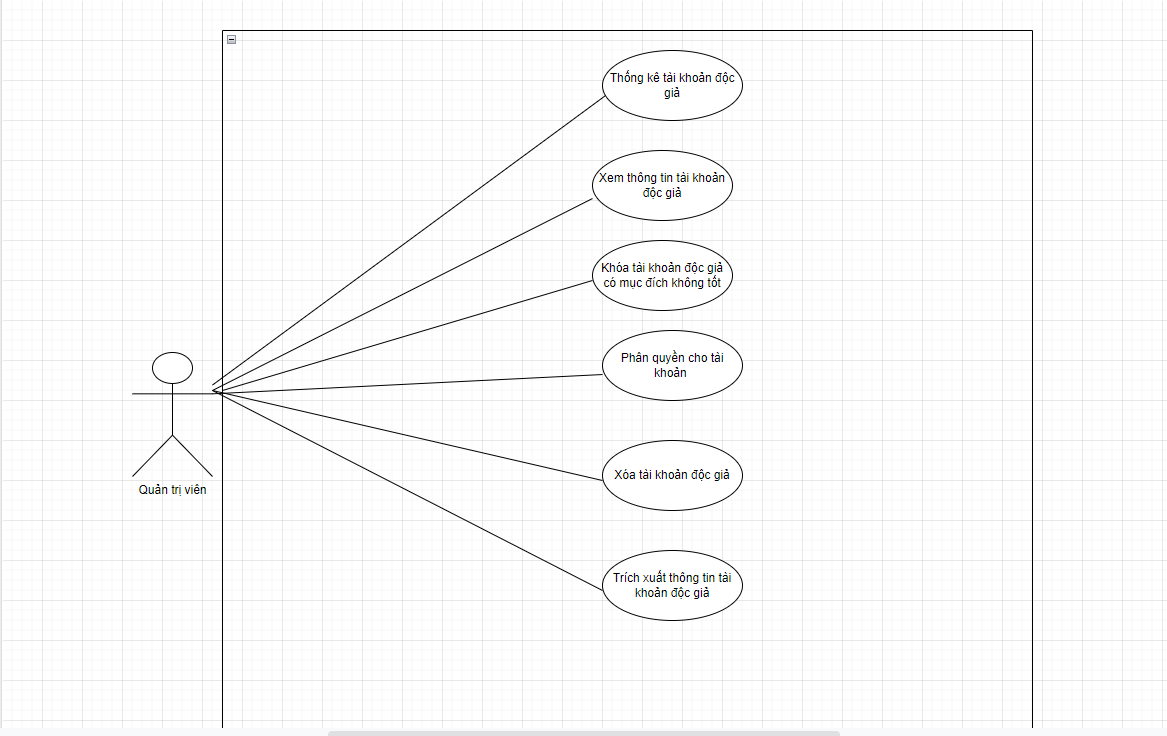 Thống kê tài khoản độc
giả
Xem thông tin tài khoản
độc giả
Khóa tài khoản độc giả
có mục đích không tốt
Phân quyền cho tài
khoản
Quản trị viên
Xóa tài khoản độc giả
Trích xuất thông tin tài
khoản độc giả